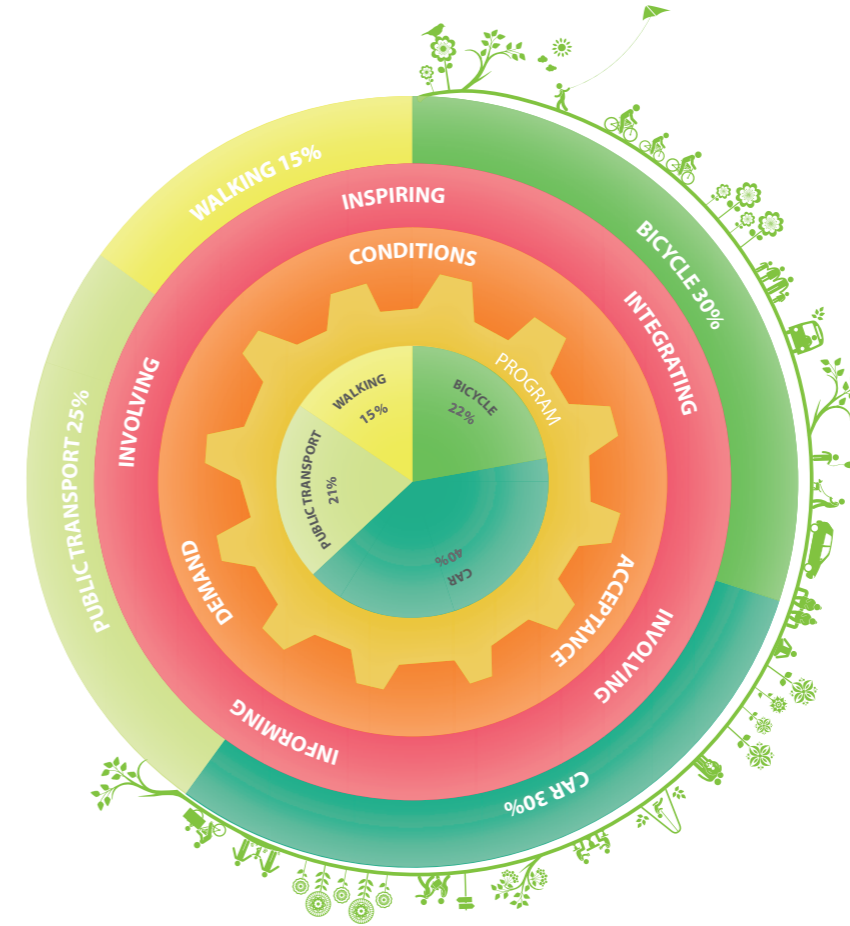 WALKING 15%
BICYCLE 30%
CAR 30%
PUBLIC TRANSPORT 25%
INSPIRING
INTEGRATING
INVOLVING
INFORMING
INVOLVING
CONDITIONS
ACCEPTANCE
DEMAND
PROGRAM
WALKING
15%
BICYCLE
22%
CAR
40%
PUBLIC TRANSPORT
21%